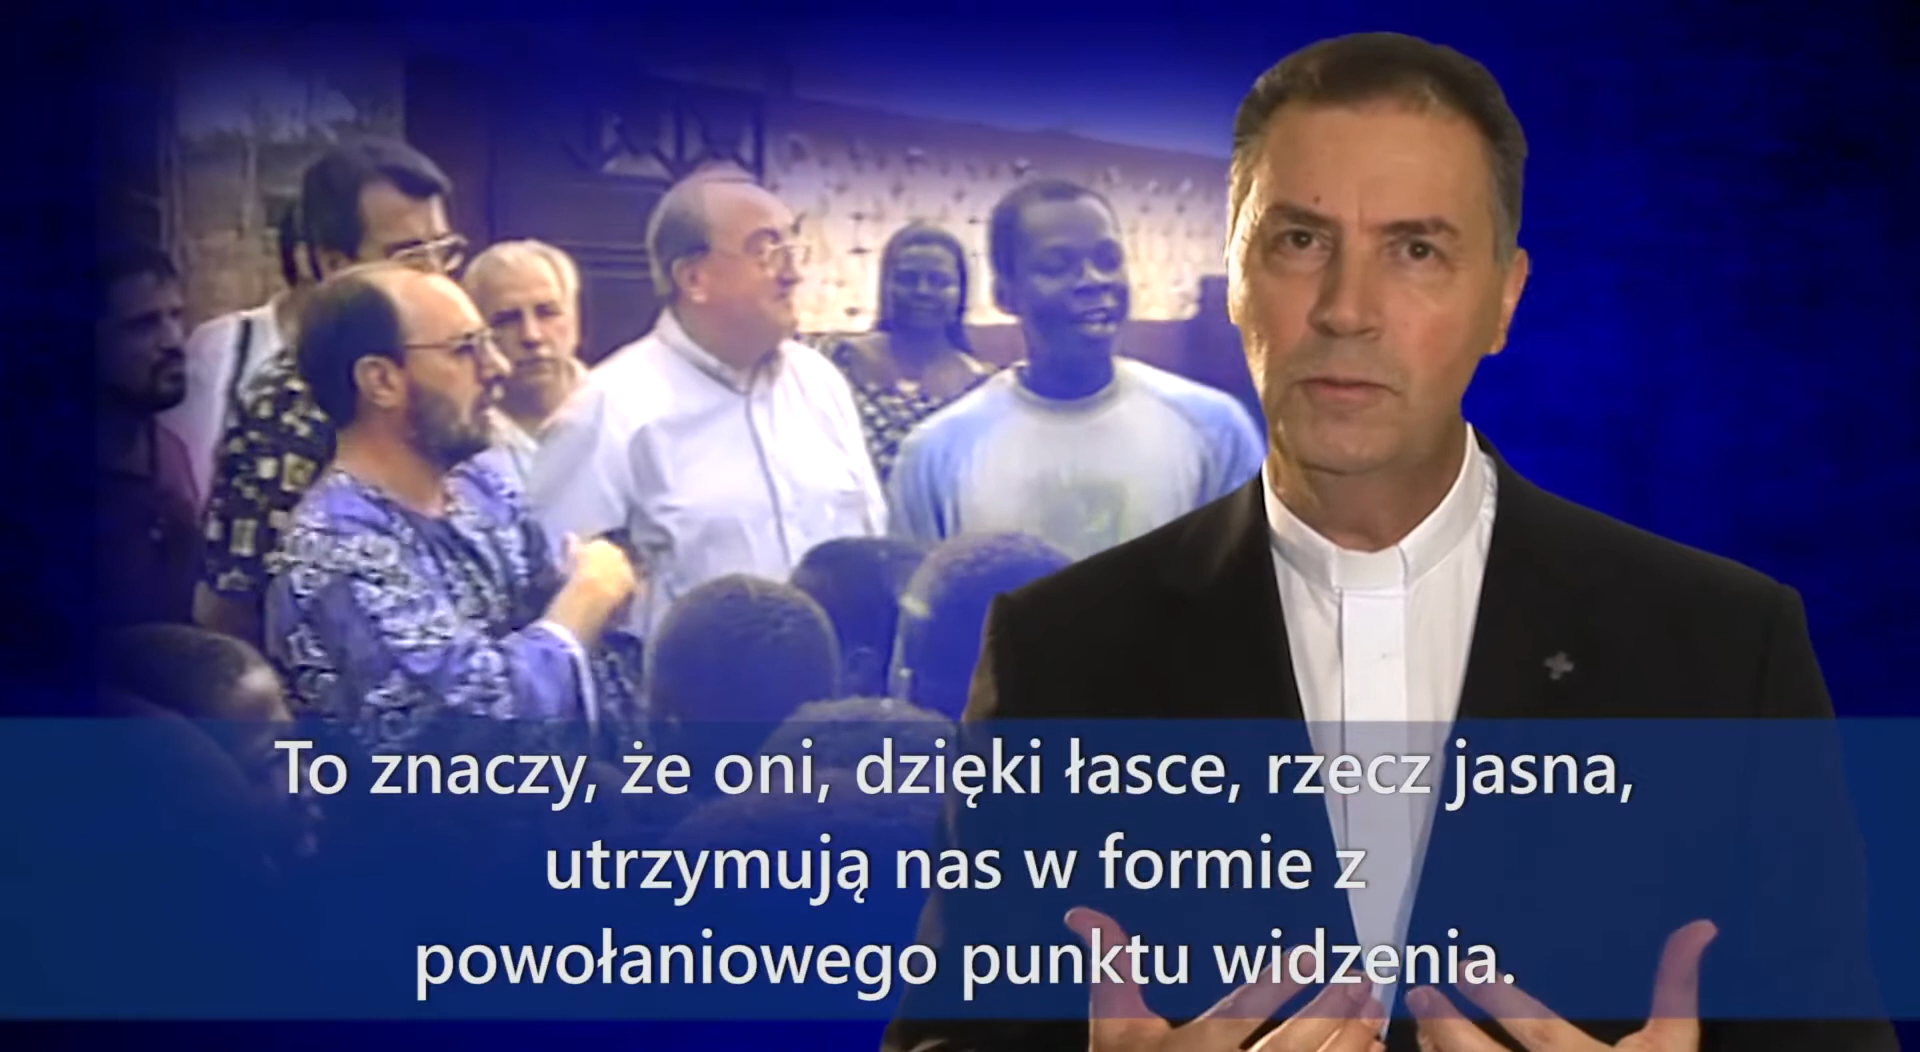 To znaczy, że oni, dzięki łasce, rzecz jasna,
utrzymują nas w formie z
powołaniowego punktu widzenia.